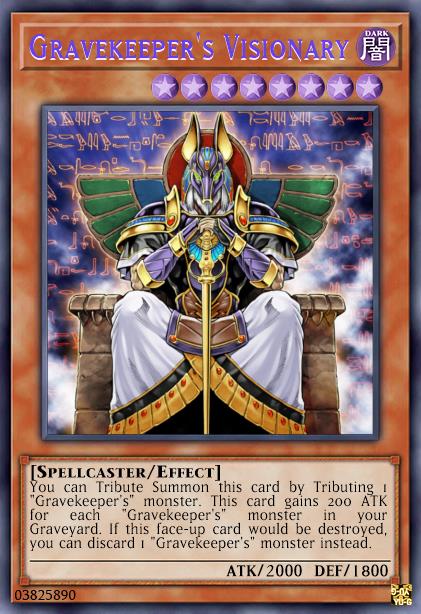 Gravekeeper's Visionary
DARK
闇
[Spellcaster/Effect]
You can Tribute Summon this card by Tributing 1
"Gravekeeper's" monster. This card gains 200 ATK
for each "Gravekeeper's" monster in your
Graveyard. If this face-up card would be destroyed,
you can discard 1 "Gravekeeper's" monster instead.
ATK/2000 DEF/1800
03825890